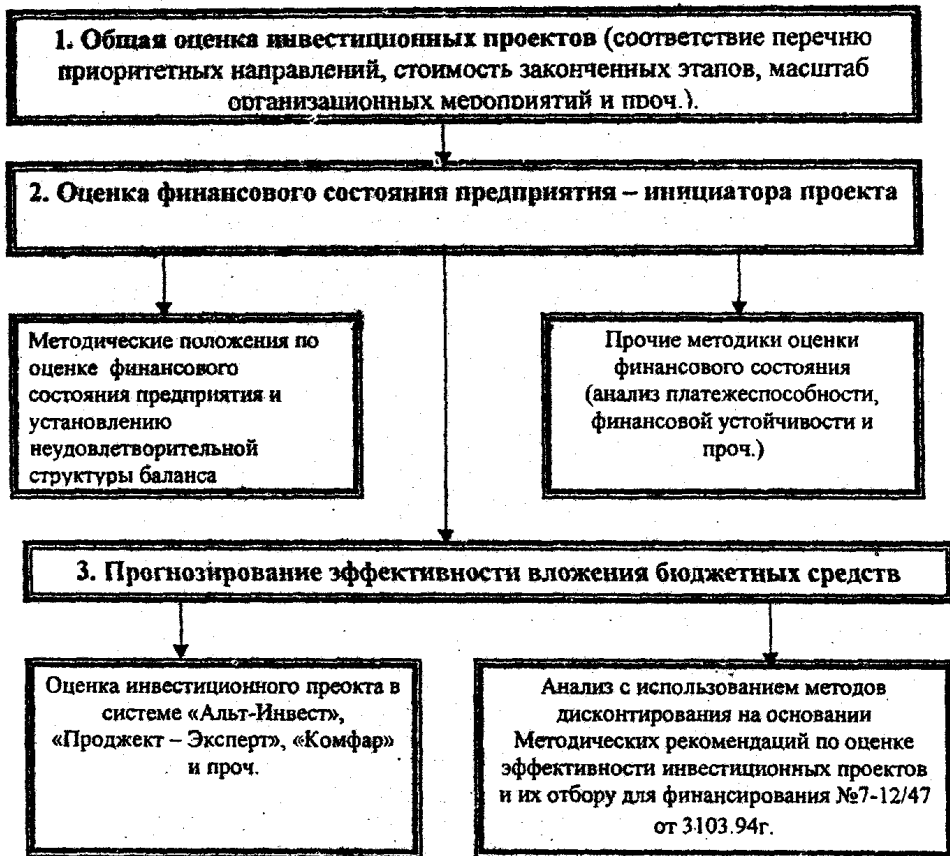 1. Общая оценка инвестиционных проектов (соответствие перечню
приоритетных направлений, стоимость законченных этапов, масштаб
организационных мероприятий и проч.).
2. Оценка финансового состояния предприятия – инициатора проекта
Методические положения по
оценке финансового
состояния предприятия и
установлению
неудовлетворительной
структуры баланса
Прочие методики оценки
финансового состояния
(анализ платежеспособности,
финансовой устойчивости и
проч.)
3. Прогнозирование эффективности вложения бюджетных средств
Оценка инвестиционного преокта в
системе «Альт-Инвест»,
«Проджект – Эксперт», «Комфар»
и проч.
Анализ с использованием методов
дисконтирования на основании
Методических рекомендаций по оценке
эффективности инвестиционных проектов
и их отбору для финансирования №7-12/47
от 3103.94г.